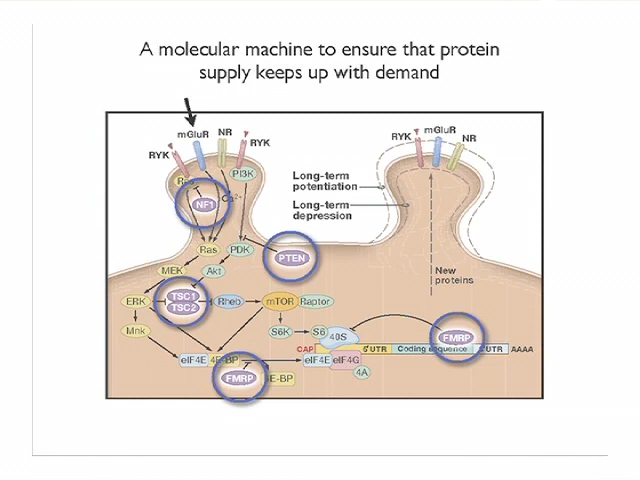 A molecular machine to ensure that protein
supply keeps up with demand
mGluR
NR
RYK
RYK
PI3K
NF1
Ras
PDK
PTEN
MEK
Akt
ERK
TSC1
TSC2
Rheb
mTOR
Raptor
Mnk
S6K
S6
40S
eIF4E
4E-BP
FMRP
CAP
eIF4E
eIF4G
4A
5'UTR
Coding sequence
FMRP
AAAA
Long-term
potentiation
Long-term
depression
RYK
mGluR
NR
New
proteins